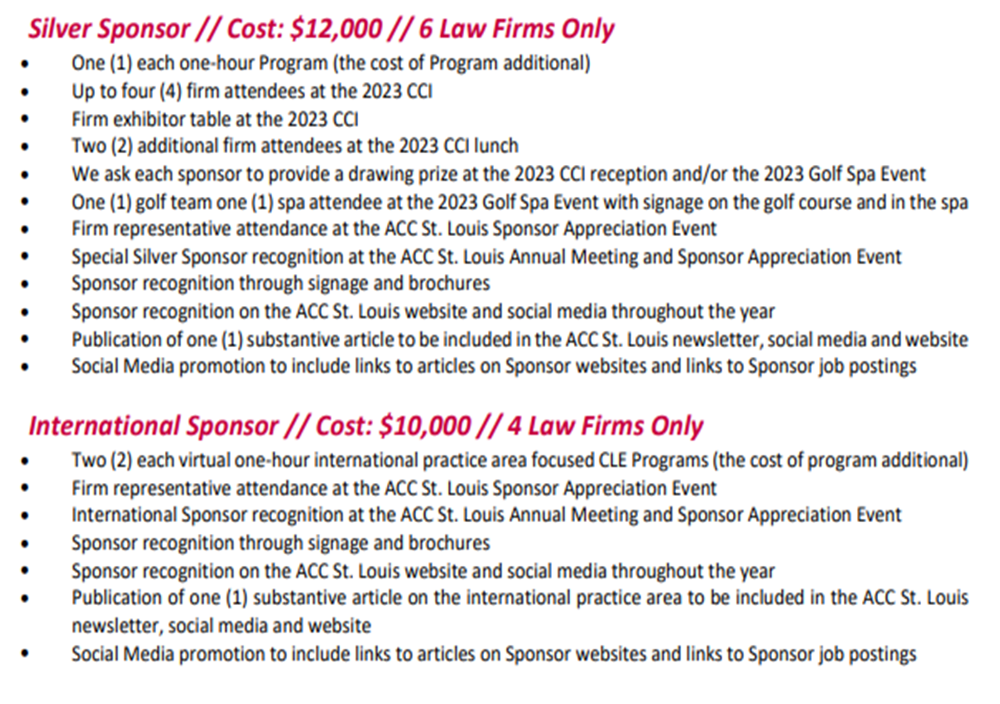 Silver Sponsor // Cost: $12,000 // 6 Law Firms Only
• One (1) each one-hour Program (the cost of Program additional)
• Up to four (4) firm attendees at the 2023 CCI
• Firm exhibitor table at the 2023 CCI
• Two (2) additional firm attendees at the 2023 CCI lunch
• We ask each sponsor to provide a drawing prize at the 2023 CCI reception and/or the 2023 Golf Spa Event
• One (1) golf team one (1) spa attendee at the 2023 Golf Spa Event with signage on the golf course and in the spa
• Firm representative attendance at the ACC St. Louis Sponsor Appreciation Event
• Special Silver Sponsor recognition at the ACC St. Louis Annual Meeting and Sponsor Appreciation Event
• Sponsor recognition through signage and brochures
• Sponsor recognition on the ACC St. Louis website and social media throughout the year
• Publication of one (1) substantive article to be included in the ACC St. Louis newsletter, social media and website
• Social Media promotion to include links to articles on Sponsor websites and links to Sponsor job postings
International Sponsor // Cost: $10,000 // 4 Law Firms Only
• Two (2) each virtual one-hour international practice area focused CLE Programs (the cost of program additional)
• Firm representative attendance at the ACC St. Louis Sponsor Appreciation Event
• International Sponsor recognition at the ACC St. Louis Annual Meeting and Sponsor Appreciation Event
• Sponsor recognition through signage and brochures
• Sponsor recognition on the ACC St. Louis website and social media throughout the year
• Publication of one (1) substantive article on the international practice area to be included in the ACC St. Louis
newsletter, social media and website
• Social Media promotion to include links to articles on Sponsor websites and links to Sponsor job postings